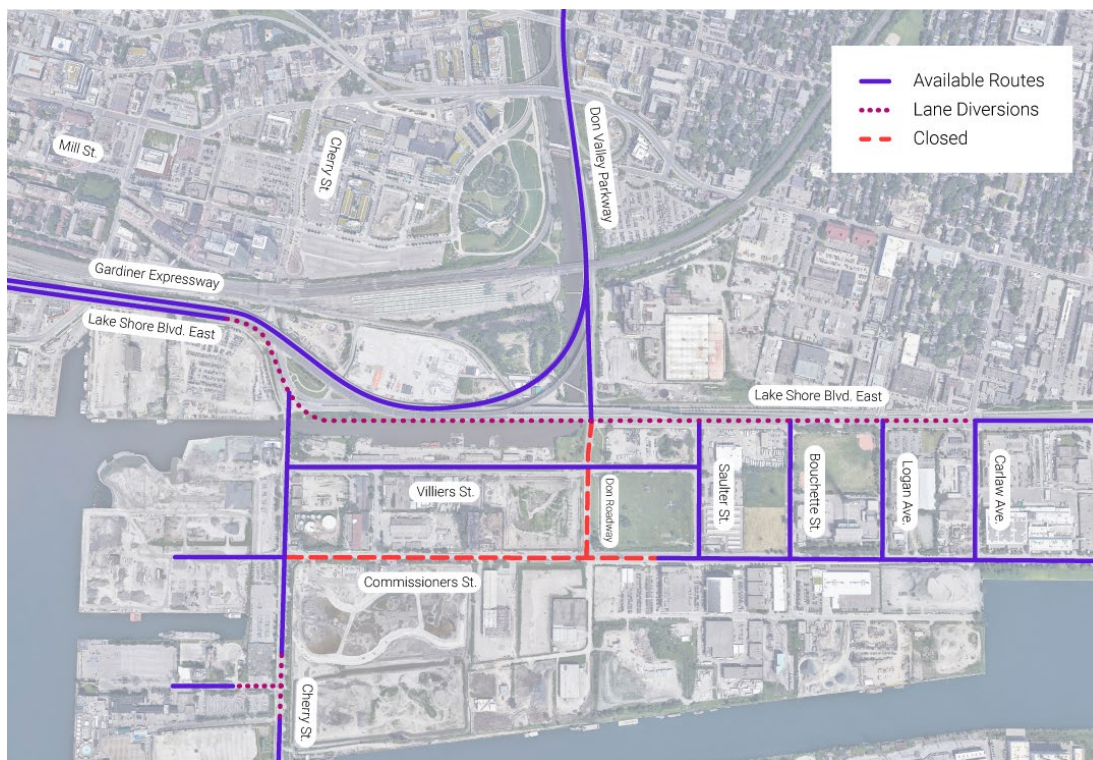 Available Routes
Lane Diversions
Closed
Mill St.
Cherry St.
Don Valley Parkway
Gardiner Expressway
Lake Shore Blvd. East
Lake Shore Blvd. East
Villiers St.
Don Roadway
Saulter St.
Bouchette St.
Logan Ave.
Carlaw Ave.
Commissioners St.
Cherry St.